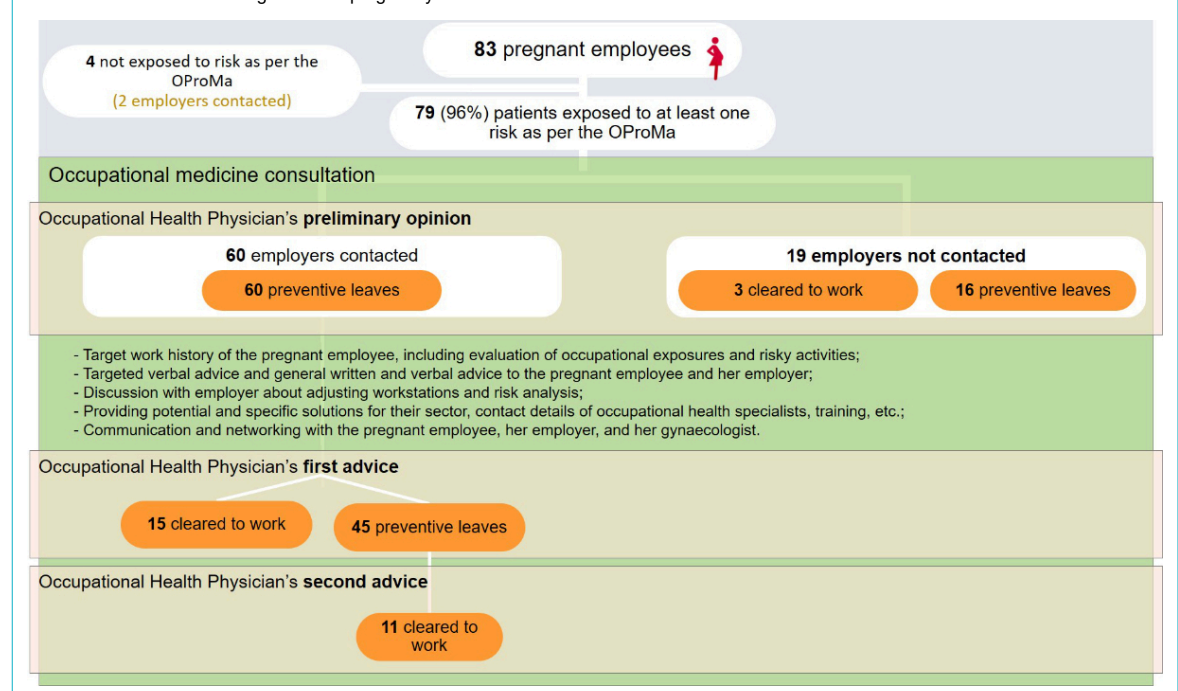 83 pregnant employees
4 not exposed to risk as per the
OProMa
(2 employers contacted)
79 (96%) patients exposed to at least one
risk as per the OProMa
Occupational medicine consultation
Occupational Health Physician's preliminary opinion
60 employers contacted
60 preventive leaves
19 employers not contacted
3 cleared to work
16 preventive leaves
- Target work history of the pregnant employee, including evaluation of occupational exposures and risky activities;
- Targeted verbal advice and general written and verbal advice to the pregnant employee and her employer;
- Discussion with employer about adjusting workstations and risk analysis;
- Providing potential and specific solutions for their sector, contact details of occupational health specialists, training, etc.;
- Communication and networking with the pregnant employee, her employer, and her gynaecologist.
Occupational Health Physician's first advice
15 cleared to work
45 preventive leaves
Occupational Health Physician's second advice
11 cleared to
work